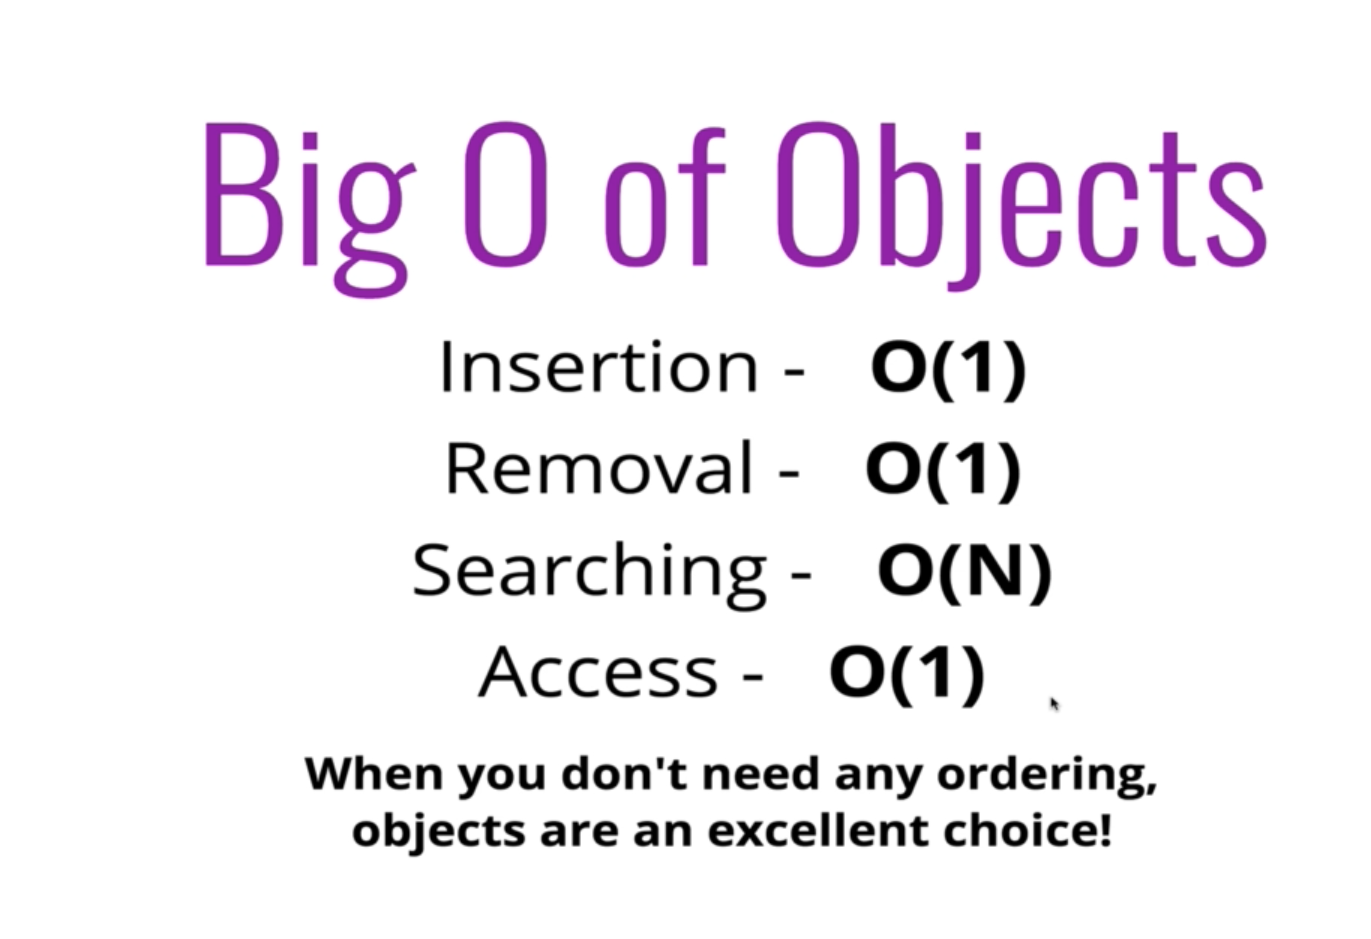 Big O of Objects
Insertion - O(1)
Removal - O(1)
Searching - O(N)
Access - O(1)
When you don't need any ordering,
objects are an excellent choice!